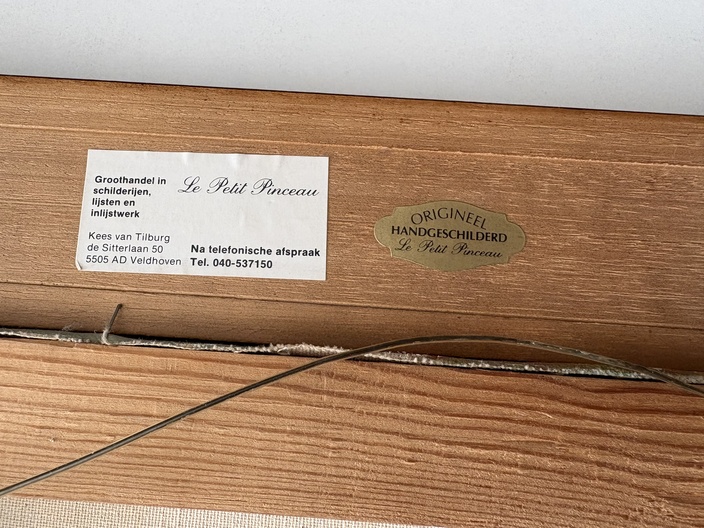 Groothandel in
schilderijen,
lijsten en
inlijstwerk
Le Petit Pinceau
Kees van Tilburg
de Sitterlaan 50
5505 AD Veldhoven
Na telefonische afspraak
Tel. 040-537150
ORIGINEEL
HANDGESCHILDERD
Le Petit Pinceau